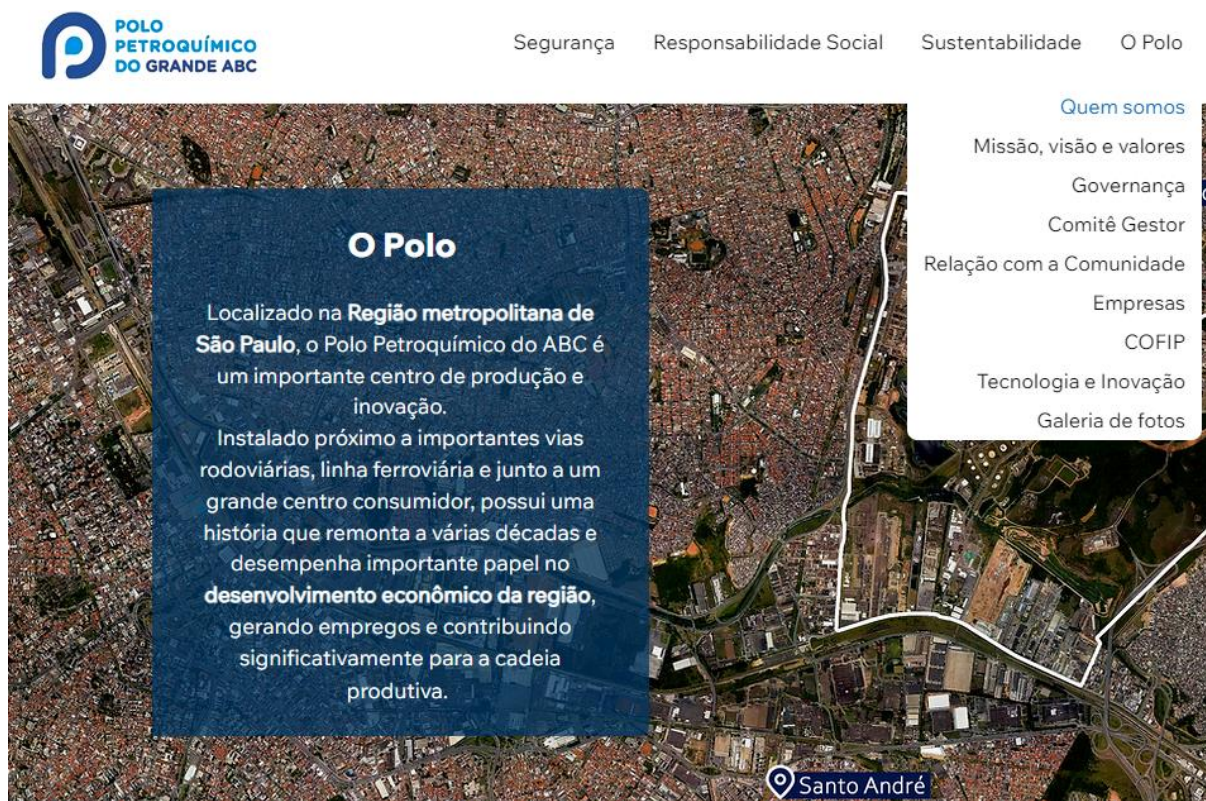 POLO
PETROQUÍMICO
DO GRANDE ABC
Segurança Responsabilidade Social Sustentabilidade O Polo
Quem somos
Missão, visão e valores
Governança
Comitê Gestor
Relação com a Comunidade
Empresas
COFIP
Tecnologia e Inovação
Galeria de fotos
O Polo
Localizado na Região metropolitana de
São Paulo, o Polo Petroquímico do ABC é
um importante centro de produção e
inovação.
Instalado próximo a importantes vias
rodoviárias, linha ferroviária e junto a um
grande centro consumidor, possui uma
história que remonta a várias décadas e
desempenha importante papel no
desenvolvimento econômico da região,
gerando empregos e contribuindo
significativamente para a cadeia
produtiva.
Santo André